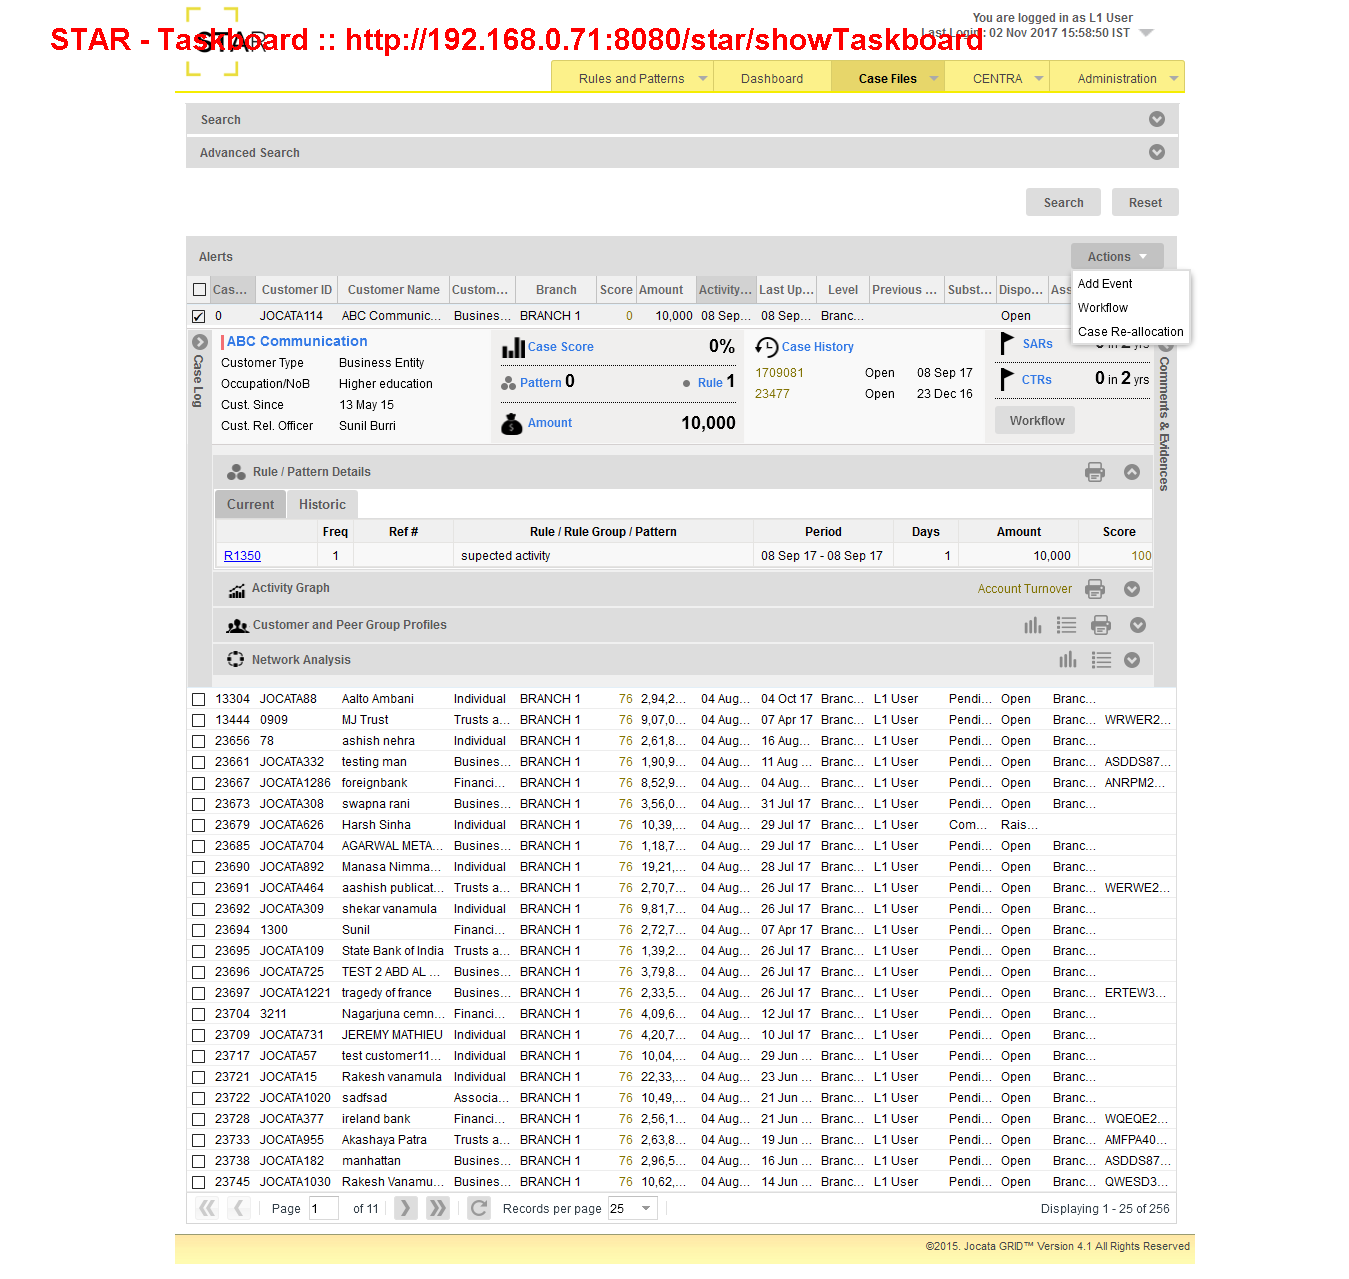 You are logged in as L1 User
STAR - Taskboard :: http://192.168.0.71:8080/star/showTaskboard
STAR
Last Login : 02 Nov 2017 15:58:50 IST
Rules and Patterns Dashboard Case Files CENTRA Administration
Search
Advanced Search
Search Reset
Alerts Actions
Cas... Customer ID Customer Name Custom... Branch Score Amount Activity... Last Up... Level Previous ... Subst... Dispo... Ass
Add Event
Workflow
Case Re-allocation
0 JOCATA114 ABC Communic... Busines... BRANCH 1 0 10,000 08 Sep... 08 Sep... Branc... Open
Case Log
ABC Communication
Customer Type Business Entity
Occupation/NoB Higher education
Cust. Since 13 May 15
Cust. Rel. Officer Sunil Burri
Case Score 0%
Pattern 0 Rule 1
Amount 10,000
Case History
1709081 Open 08 Sep 17
23477 Open 23 Dec 16
SARs 0 in 2 yrs
CTRs 0 in 2 yrs
Workflow
Comments & Evidences
Rule / Pattern Details
Current Historic
Freq Ref # Rule / Rule Group / Pattern Period Days Amount Score
R1350 1 supected activity 08 Sep 17 - 08 Sep 17 1 10,000 100
Activity Graph Account Turnover
Customer and Peer Group Profiles
Network Analysis
13304 JOCATA88 Aalto Ambani Individual BRANCH 1 76 2,94,2... 04 Aug... 04 Oct 17 Branc... L1 User Pendi... Open Branc...
13444 0909 MJ Trust Trusts a... BRANCH 1 76 9,07,0... 04 Aug... 07 Apr 17 Branc... L1 User Pendi... Open Branc... WRWER2...
23656 78 ashish nehra Individual BRANCH 1 76 2,61,8... 04 Aug... 16 Aug... Branc... L1 User Pendi... Open Branc...
23661 JOCATA332 testing man Busines... BRANCH 1 76 1,90,9... 04 Aug... 11 Aug ... Branc... L1 User Pendi... Open Branc... ASDDS87...
23667 JOCATA1286 foreignbank Financi... BRANCH 1 76 8,52,9... 04 Aug... 04 Aug... Branc... L1 User Pendi... Open Branc... ANRPM2...
23673 JOCATA308 swapna rani Busines... BRANCH 1 76 3,56,0... 04 Aug... 31 Jul 17 Branc... L1 User Pendi... Open Branc...
23679 JOCATA626 Harsh Sinha Individual BRANCH 1 76 10,39,... 04 Aug... 29 Jul 17 Branc... L1 User Com... Rais...
23685 JOCATA704 AGARWAL META... Busines... BRANCH 1 76 1,18,7... 04 Aug... 29 Jul 17 Branc... L1 User Pendi... Open Branc...
23690 JOCATA892 Manasa Nimma... Individual BRANCH 1 76 19,21,... 04 Aug... 28 Jul 17 Branc... L1 User Pendi... Open Branc...
23691 JOCATA464 aashish publicat... Trusts a... BRANCH 1 76 2,70,7... 04 Aug... 26 Jul 17 Branc... L1 User Pendi... Open Branc... WERWE2...
23692 JOCATA309 shekar vanamula Individual BRANCH 1 76 9,81,7... 04 Aug... 26 Jul 17 Branc... L1 User Pendi... Open Branc...
23694 1300 Sunil Financi... BRANCH 1 76 2,72,7... 04 Aug... 07 Apr 17 Branc... L1 User Pendi... Open Branc...
23695 JOCATA109 State Bank of India Trusts a... BRANCH 1 76 1,39,2... 04 Aug... 26 Jul 17 Branc... L1 User Pendi... Open Branc...
23696 JOCATA725 TEST 2 ABD AL ... Busines... BRANCH 1 76 3,79,8... 04 Aug... 26 Jul 17 Branc... L1 User Pendi... Open Branc...
23697 JOCATA1221 tragedy of france Busines... BRANCH 1 76 2,33,5... 04 Aug... 26 Jul 17 Branc... L1 User Pendi... Open Branc... ERTEW3...
23704 3211 Nagarjuna cemn... Financi... BRANCH 1 76 4,09,6... 04 Aug... 12 Jul 17 Branc... L1 User Pendi... Open Branc...
23709 JOCATA731 JEREMY MATHIEU Individual BRANCH 1 76 4,20,7... 04 Aug... 10 Jul 17 Branc... L1 User Pendi... Open Branc...
23717 JOCATA57 test customer11... Individual BRANCH 1 76 10,04,... 04 Aug... 29 Jun ... Branc... L1 User Pendi... Open Branc...
23721 JOCATA15 Rakesh vanamula Individual BRANCH 1 76 22,33,... 04 Aug... 23 Jun ... Branc... L1 User Pendi... Open Branc...
23722 JOCATA1020 sadfsad Associa... BRANCH 1 76 10,49,... 04 Aug... 21 Jun ... Branc... L1 User Pendi... Open Branc...
23728 JOCATA377 ireland bank Financi... BRANCH 1 76 2,56,1... 04 Aug... 21 Jun ... Branc... L1 User Pendi... Open Branc... WQEQE2...
23733 JOCATA955 Akashaya Patra Trusts a... BRANCH 1 76 2,63,8... 04 Aug... 19 Jun ... Branc... L1 User Pendi... Open Branc... AMFPA40...
23738 JOCATA182 manhattan Busines... BRANCH 1 76 2,96,5... 04 Aug... 16 Jun ... Branc... L1 User Pendi... Open Branc... ASDDS87...
23745 JOCATA1030 Rakesh Vanamu... Busines... BRANCH 1 76 10,62,... 04 Aug... 14 Jun ... Branc... L1 User Pendi... Open Branc... QWESD3...
Page 1 of 11 Records per page 25 Displaying 1 - 25 of 256
©2015. Jocata GRID™ Version 4.1 All Rights Reserved